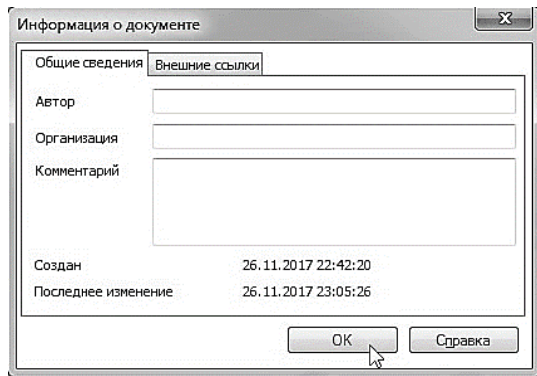 Информация о документе
Общие сведения Внешние ссылки
Автор
Организация
Комментарий
Создан 26.11.2017 22:42:20
Последнее изменение 26.11.2017 23:05:26
ОК Справка